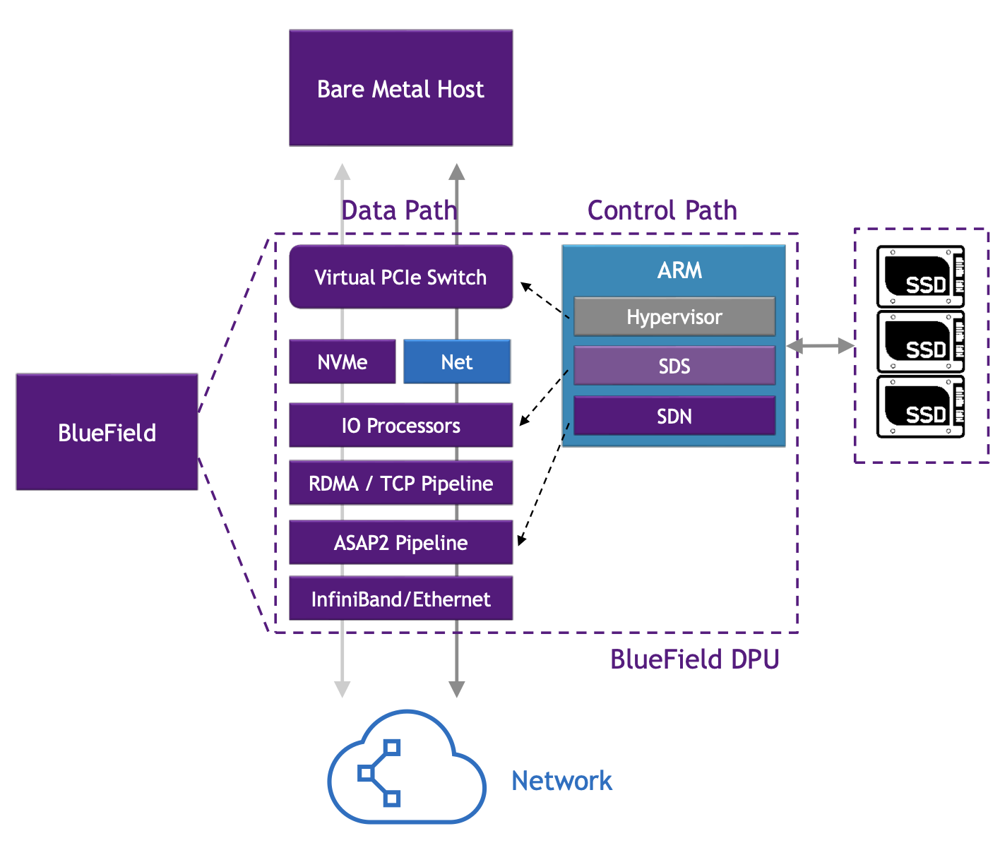 Bare Metal Host
Data Path
Control Path
Virtual PCIe Switch
NVMe
Net
IO Processors
RDMA / TCP Pipeline
ASAP2 Pipeline
InfiniBand/Ethernet
ARM
Hypervisor
SDS
SDN
SSD
SSD
SSD
BlueField
BlueField DPU
Network